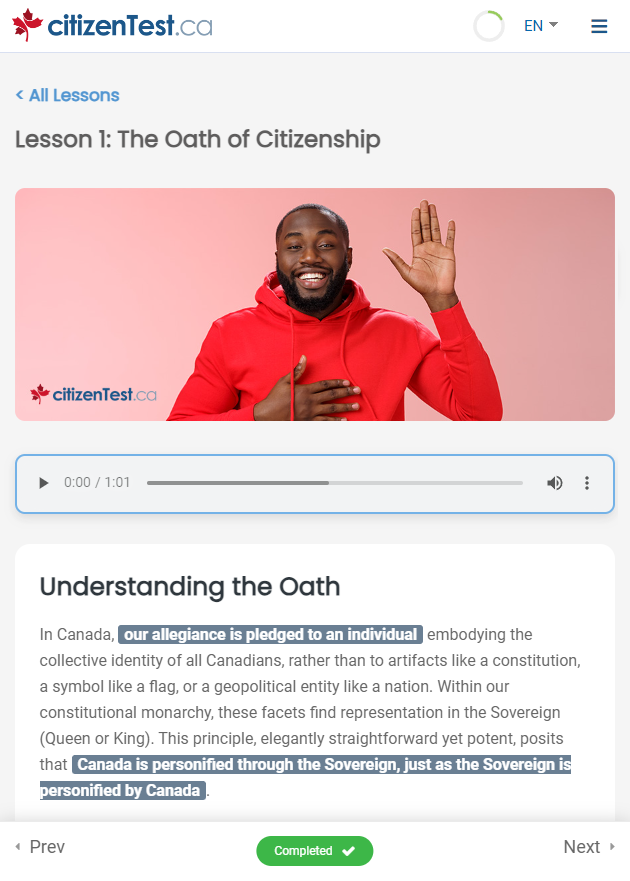 citizenTest.ca
EN
< All Lessons
Lesson 1: The Oath of Citizenship
citizenTest.ca
0:00 / 1:01
Understanding the Oath
In Canada, our allegiance is pledged to an individual embodying the
collective identity of all Canadians, rather than to artifacts like a constitution,
a symbol like a flag, or a geopolitical entity like a nation. Within our
constitutional monarchy, these facets find representation in the Sovereign
(Queen or King). This principle, elegantly straightforward yet potent, posits
that Canada is personified through the Sovereign, just as the Sovereign is
personified by Canada.
Prev
Completed
Next